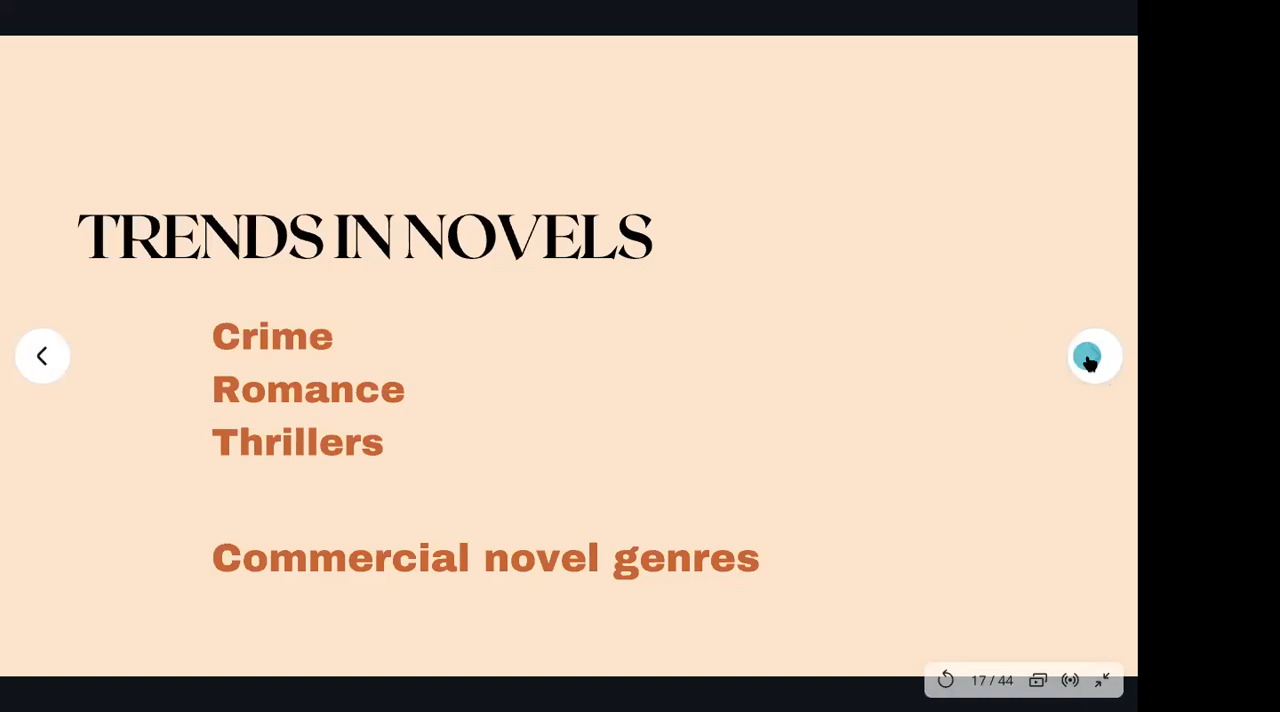 TRENDS IN NOVELS
Crime
Romance
Thrillers
Commercial novel genres
17 / 44